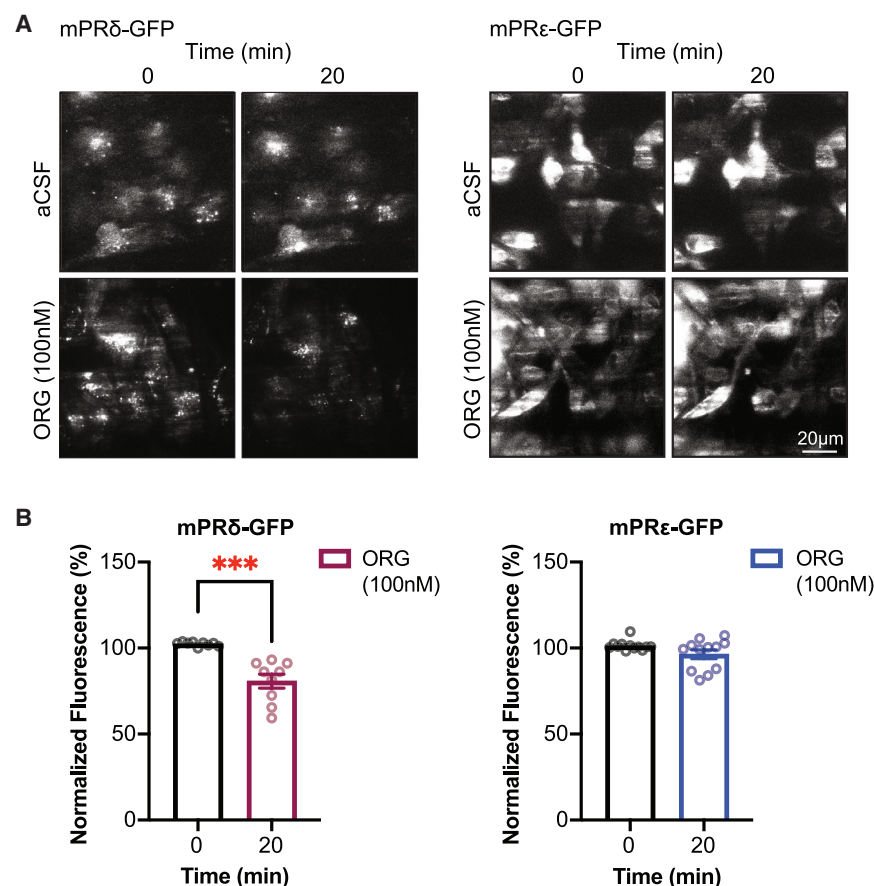 A
mPRδ-GFP
Time (min)
0 20
aCSF
ORG (100nM)
mPRε-GFP
Time (min)
0 20
aCSF
ORG (100nM)
20μm
B
mPRδ-GFP
Normalized Fluorescence (%)
150
100
50
0
***
ORG
(100nM)
0 20
Time (min)
mPRε-GFP
Normalized Fluorescence (%)
150
100
50
0
ORG
(100nM)
0 20
Time (min)